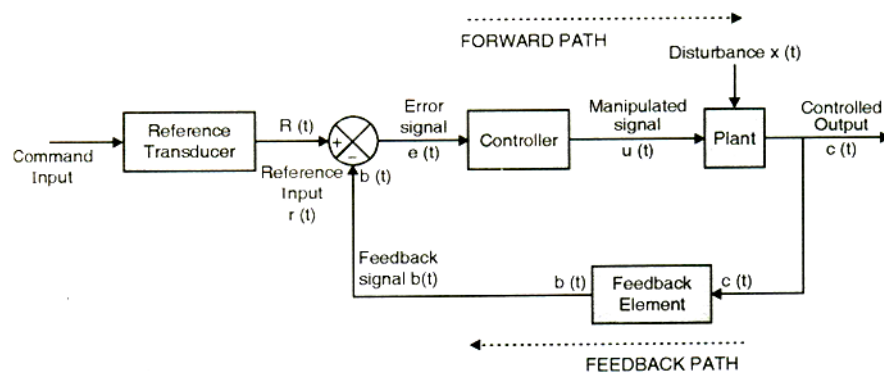 FORWARD PATH
Disturbance x (t)
Command
Input
Reference
Transducer
R (t)
+
−
Reference
Input
r (t)
b (t)
Error
signal
e (t)
Controller
Manipulated
signal
u (t)
Plant
Controlled
Output
c (t)
Feedback
signal b(t)
b (t)
Feedback
Element
c (t)
FEEDBACK PATH